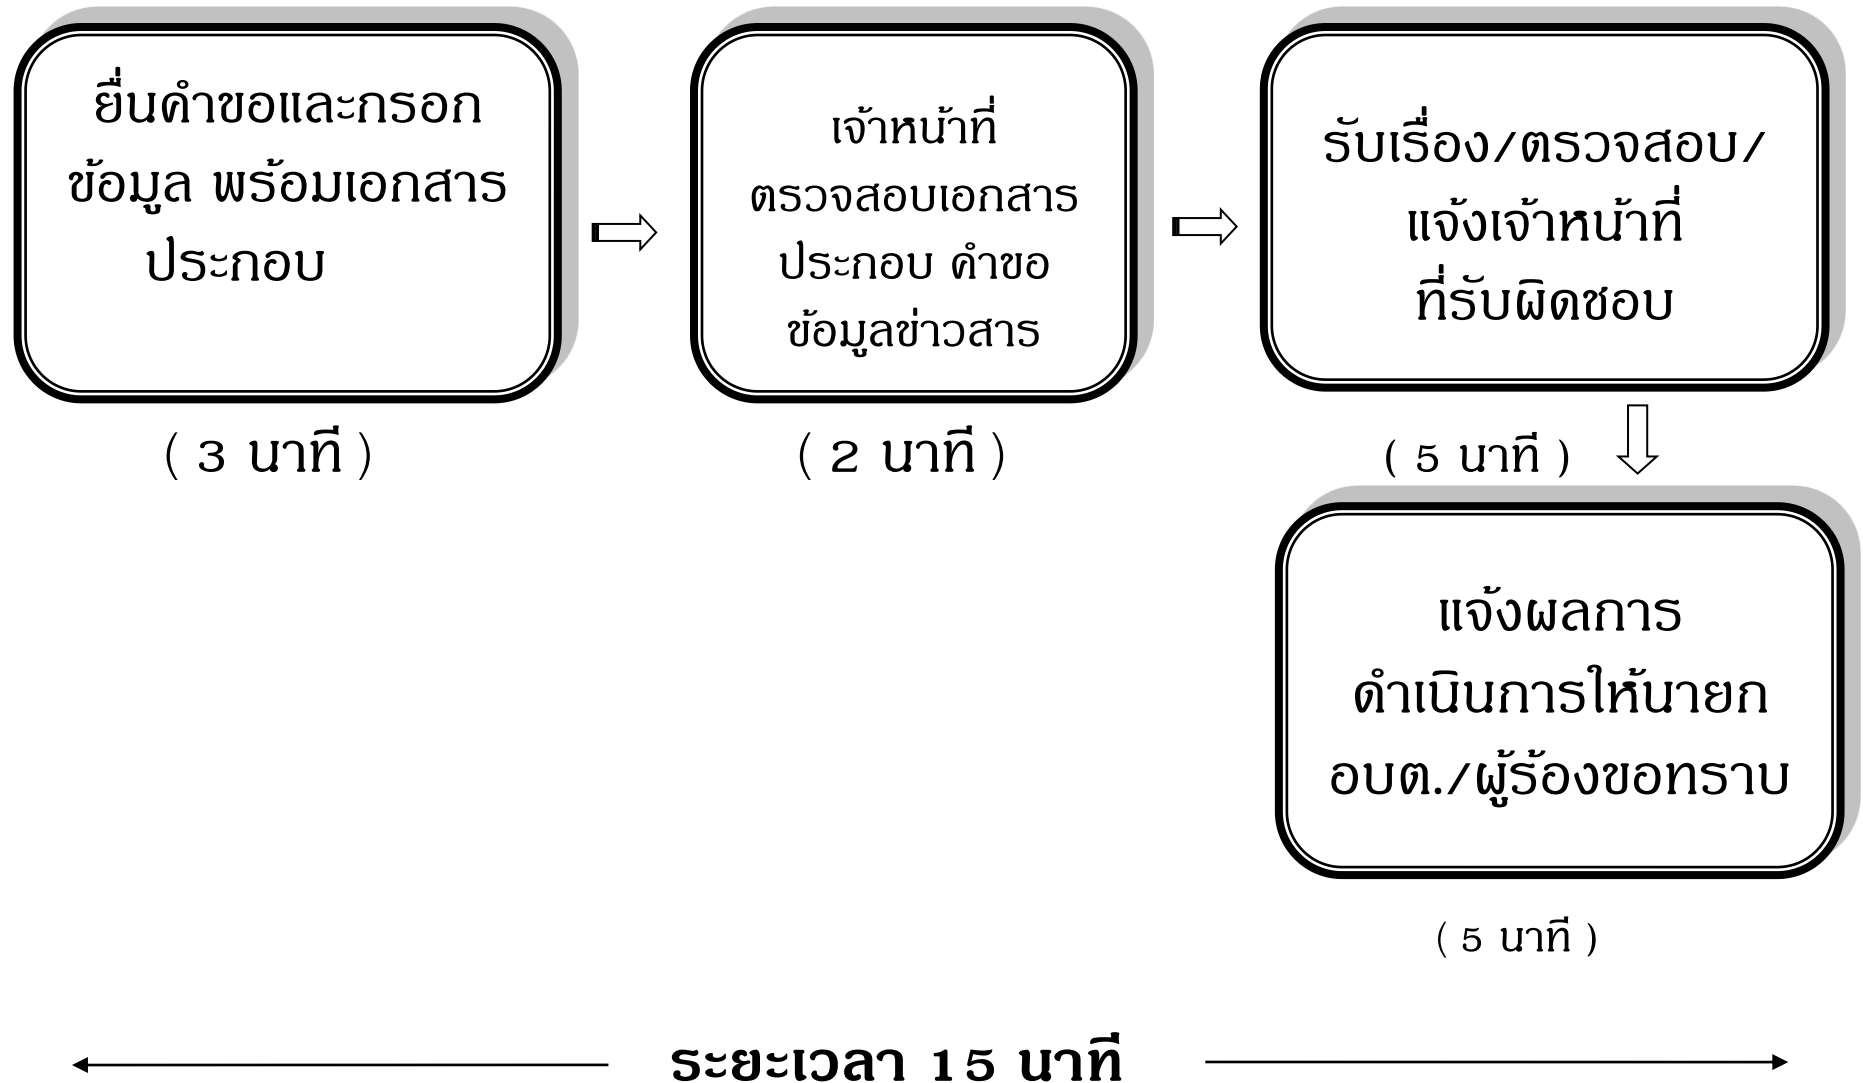 ยื่นคำขอและกรอก
ข้อมูล พร้อมเอกสาร
ประกอบ
( 3 นาที )
เจ้าหน้าที่
ตรวจสอบเอกสาร
ประกอบ คำขอ
ข้อมูลข่าวสาร
( 2 นาที )
รับเรื่อง/ตรวจสอบ/
แจ้งเจ้าหน้าที่
ที่รับผิดชอบ
( 5 นาที )
แจ้งผลการ
ดำเนินการให้นายก
อบต./ผู้ร้องขอทราบ
( 5 นาที )
ระยะเวลา 15 นาที